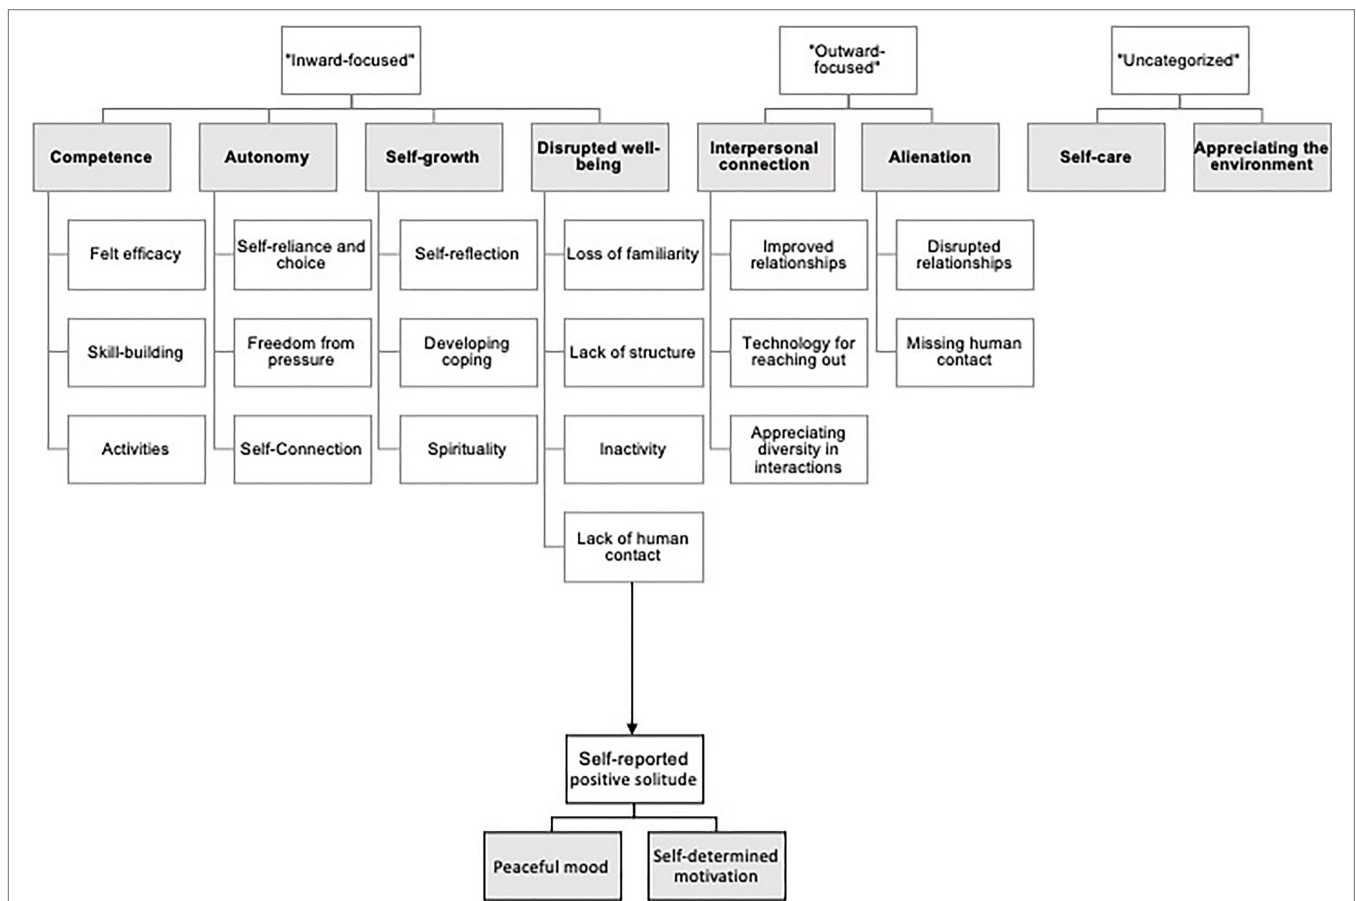 "Inward-focused"
"Outward-
focused"
"Uncategorized"
Competence
Autonomy
Self-growth
Disrupted well-
being
Interpersonal
connection
Alienation
Self-care
Appreciating the
environment
Felt efficacy
Self-reliance and
choice
Self-reflection
Loss of familiarity
Improved
relationships
Disrupted
relationships
Skill-building
Freedom from
pressure
Developing
coping
Lack of structure
Technology for
reaching out
Missing human
contact
Activities
Self-Connection
Spirituality
Inactivity
Appreciating
diversity in
interactions
Lack of human
contact
Self-reported
positive solitude
Peaceful mood
Self-determined
motivation